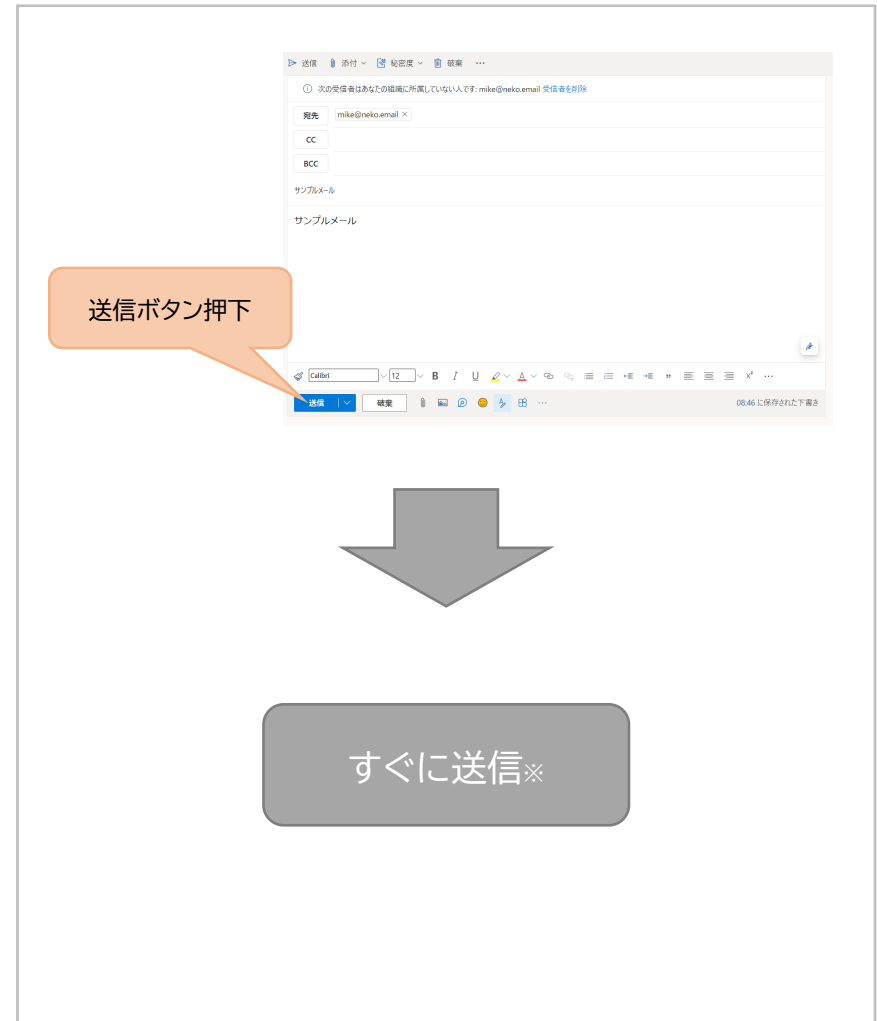 送信 添付 秘密度 破棄 …
次の受信者はあなたの組織に所属していない人です: mike@neko.email 受信者を削除
宛先 mike@neko.email ×
CC
BCC
サンプルメール
サンプルメール
送信ボタン押下
Calibri 12 B I U A x² …
送信 破棄 … 08:46 に保存された下書き
すぐに送信※